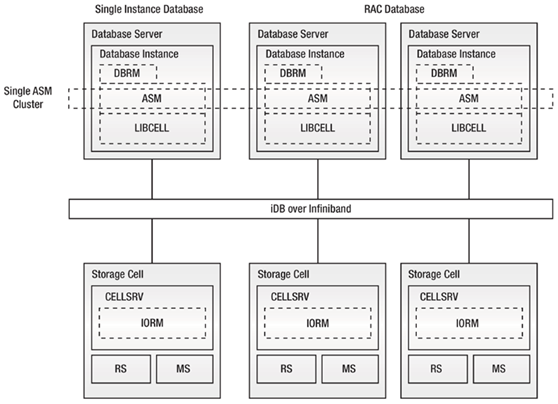 Single Instance Database
RAC Database
Database Server
Database Server
Database Server
Database Instance
Database Instance
Database Instance
DBRM
DBRM
DBRM
Single ASM
Cluster
ASM
ASM
ASM
LIBCELL
LIBCELL
LIBCELL
iDB over Infiniband
Storage Cell
Storage Cell
Storage Cell
CELLSRV
CELLSRV
CELLSRV
IORM
IORM
IORM
RS
MS
RS
MS
RS
MS